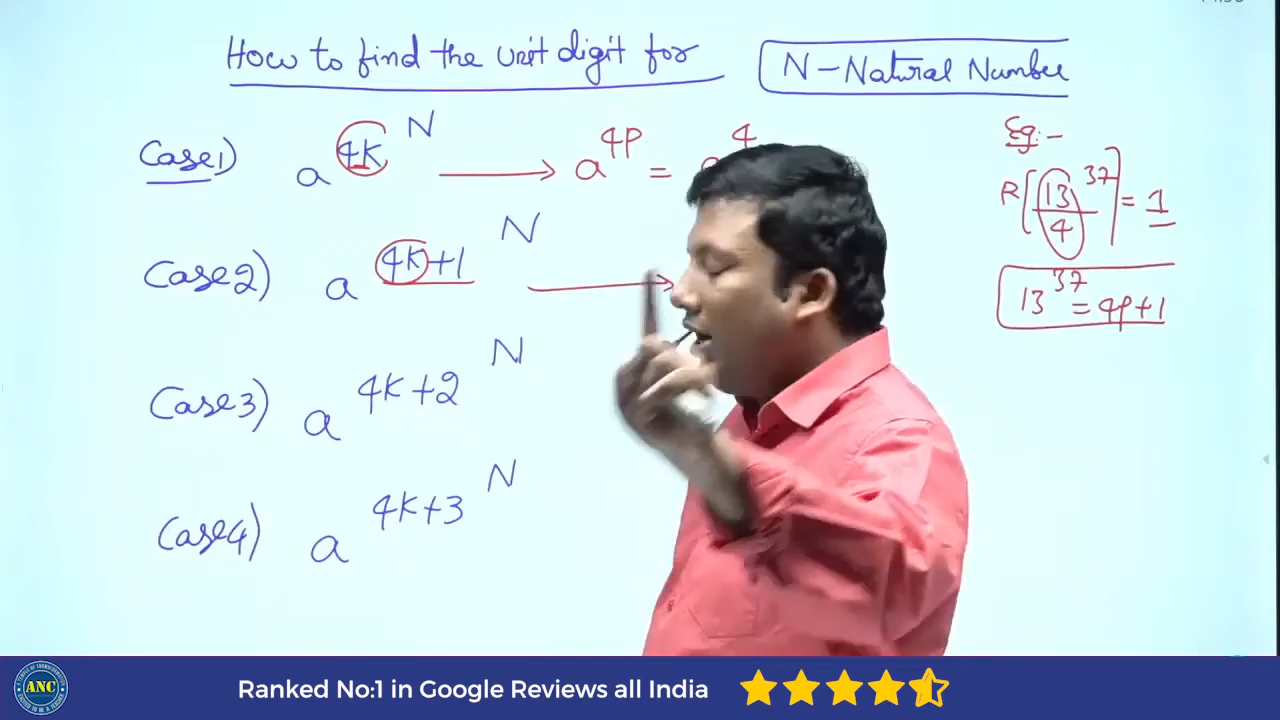 How to find the unit digit for
N - Natural Number
Case1) a^4K^N → a^4P = a^4
Case2) a^4K+1^N →
Case3) a^4K+2^N
Case4) a^4K+3^N
Eg: -
R[13^37/4] = 1
13^37 = 4P+1
ANC
Ranked No:1 in Google Reviews all India